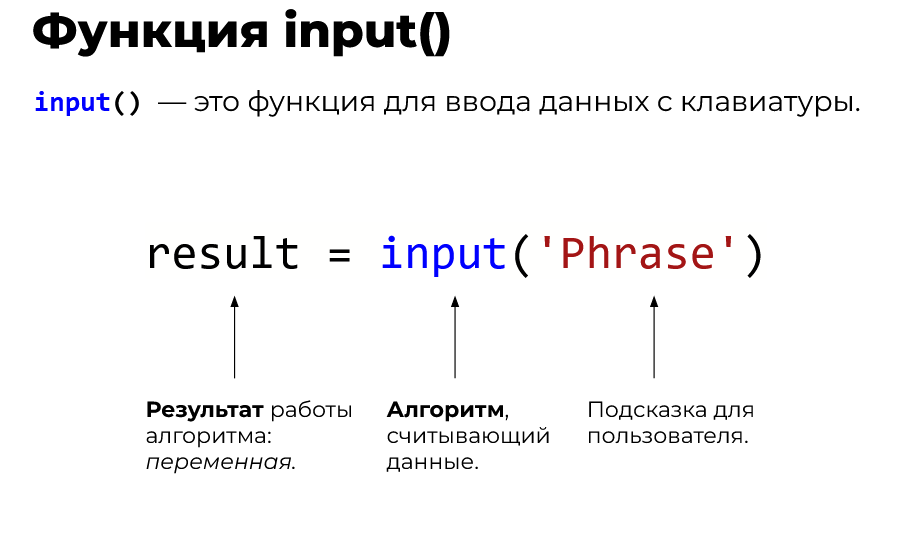 Функция input()
input() — это функция для ввода данных с клавиатуры.
result = input('Phrase')
Результат работы
алгоритма:
переменная.
Алгоритм,
считывающий
данные.
Подсказка для
пользователя.